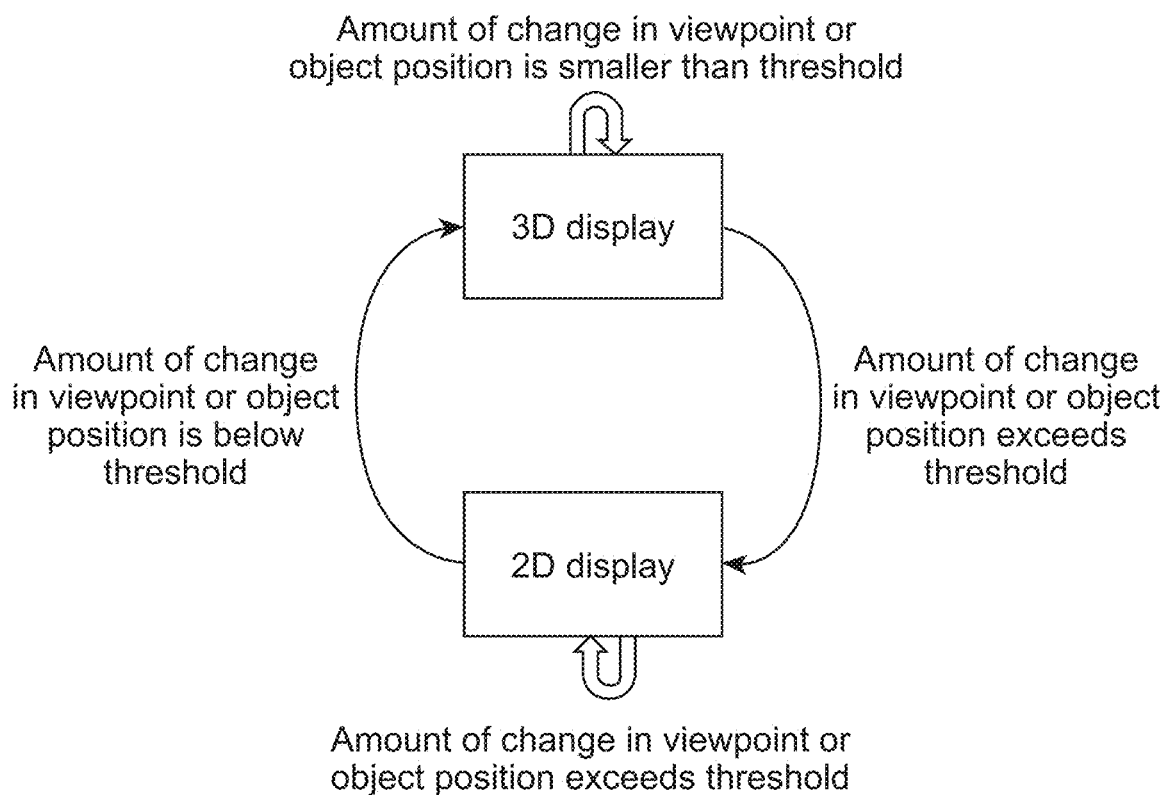 Amount of change in viewpoint or
object position is smaller than threshold
3D display
Amount of change
in viewpoint or object
position is below
threshold
Amount of change
in viewpoint or object
position exceeds
threshold
2D display
Amount of change in viewpoint or
object position exceeds threshold